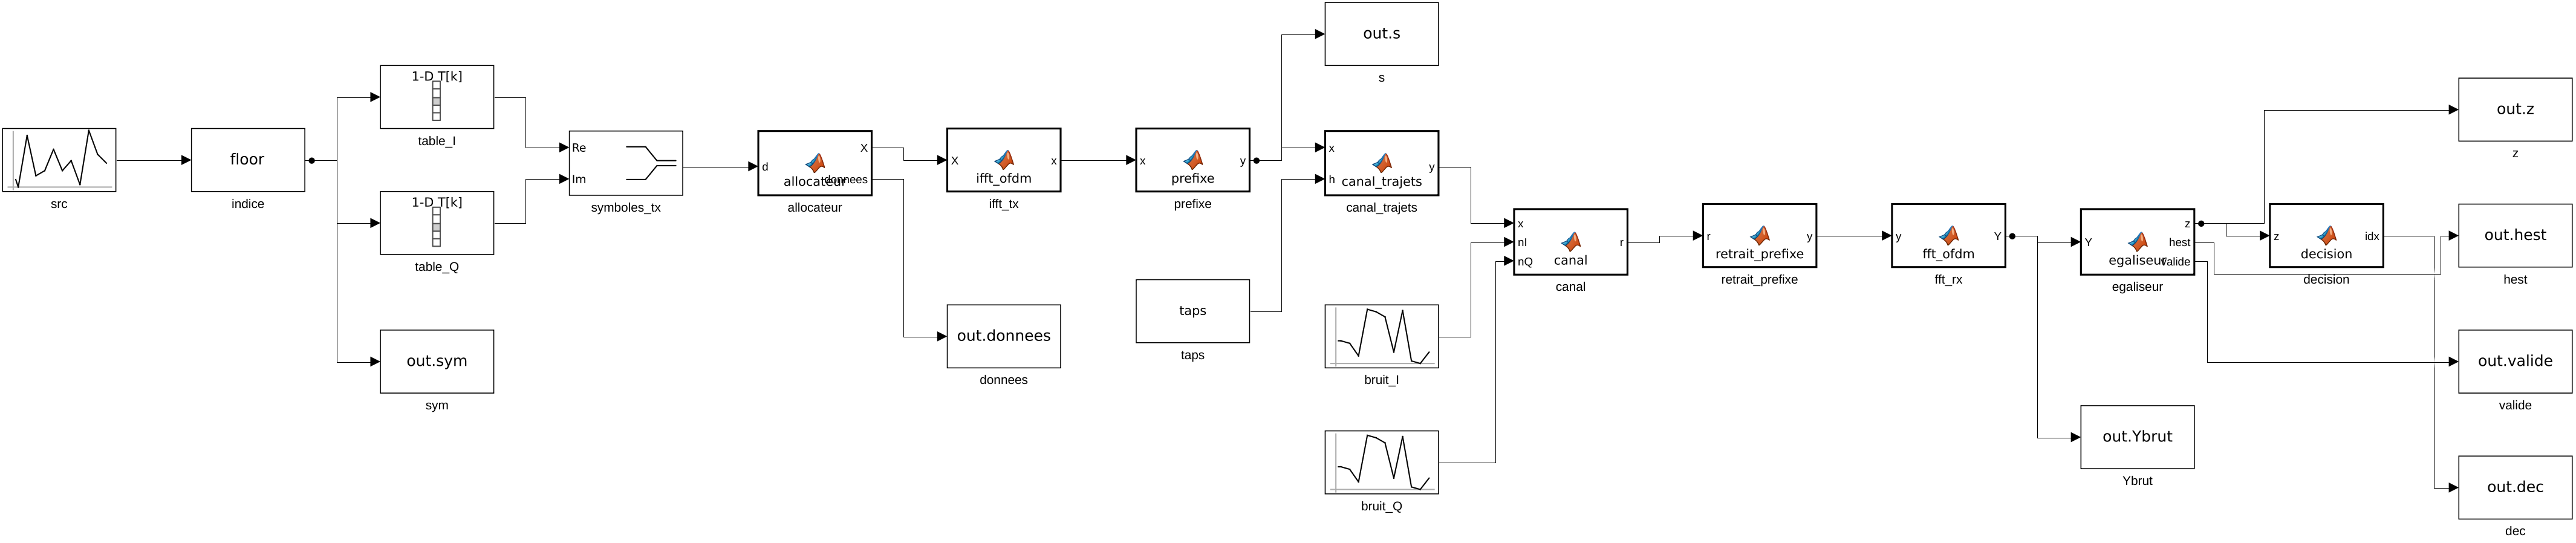 src
floor
indice
1-D T[k]
table_I
1-D T[k]
table_Q
out.sym
sym
Re
Im
symboles_tx
d
X
donnees
allocateur
allocateur
X
x
ifft_ofdm
ifft_tx
out.donnees
donnees
x
y
prefixe
prefixe
taps
taps
out.s
s
x
h
y
canal_trajets
canal_trajets
bruit_I
bruit_Q
x
nI
nQ
r
canal
canal
r
y
retrait_prefixe
retrait_prefixe
y
Y
fft_ofdm
fft_rx
Y
z
hest
valide
egaliseur
egaliseur
out.Ybrut
Ybrut
z
idx
decision
decision
out.z
z
out.hest
hest
out.valide
valide
out.dec
dec